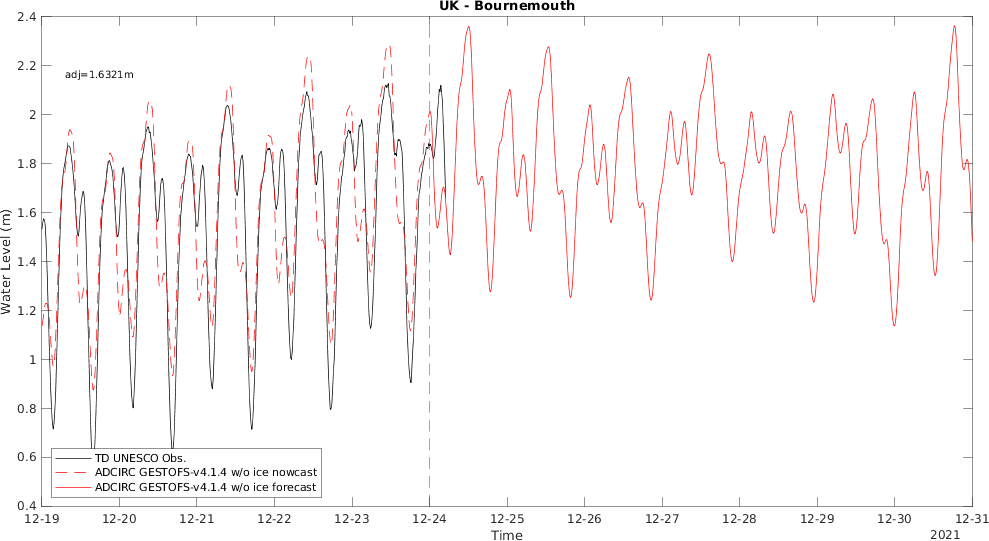 UK - Bournemouth
adj=1.6321m
Water Level (m)
2.4
2.2
2
1.8
1.6
1.4
1.2
1
0.8
0.6
0.4
TD UNESCO Obs.
ADCIRC GESTOFS-v4.1.4 w/o ice nowcast
ADCIRC GESTOFS-v4.1.4 w/o ice forecast
12-19 12-20 12-21 12-22 12-23 12-24 12-25 12-26 12-27 12-28 12-29 12-30 12-31
Time
2021